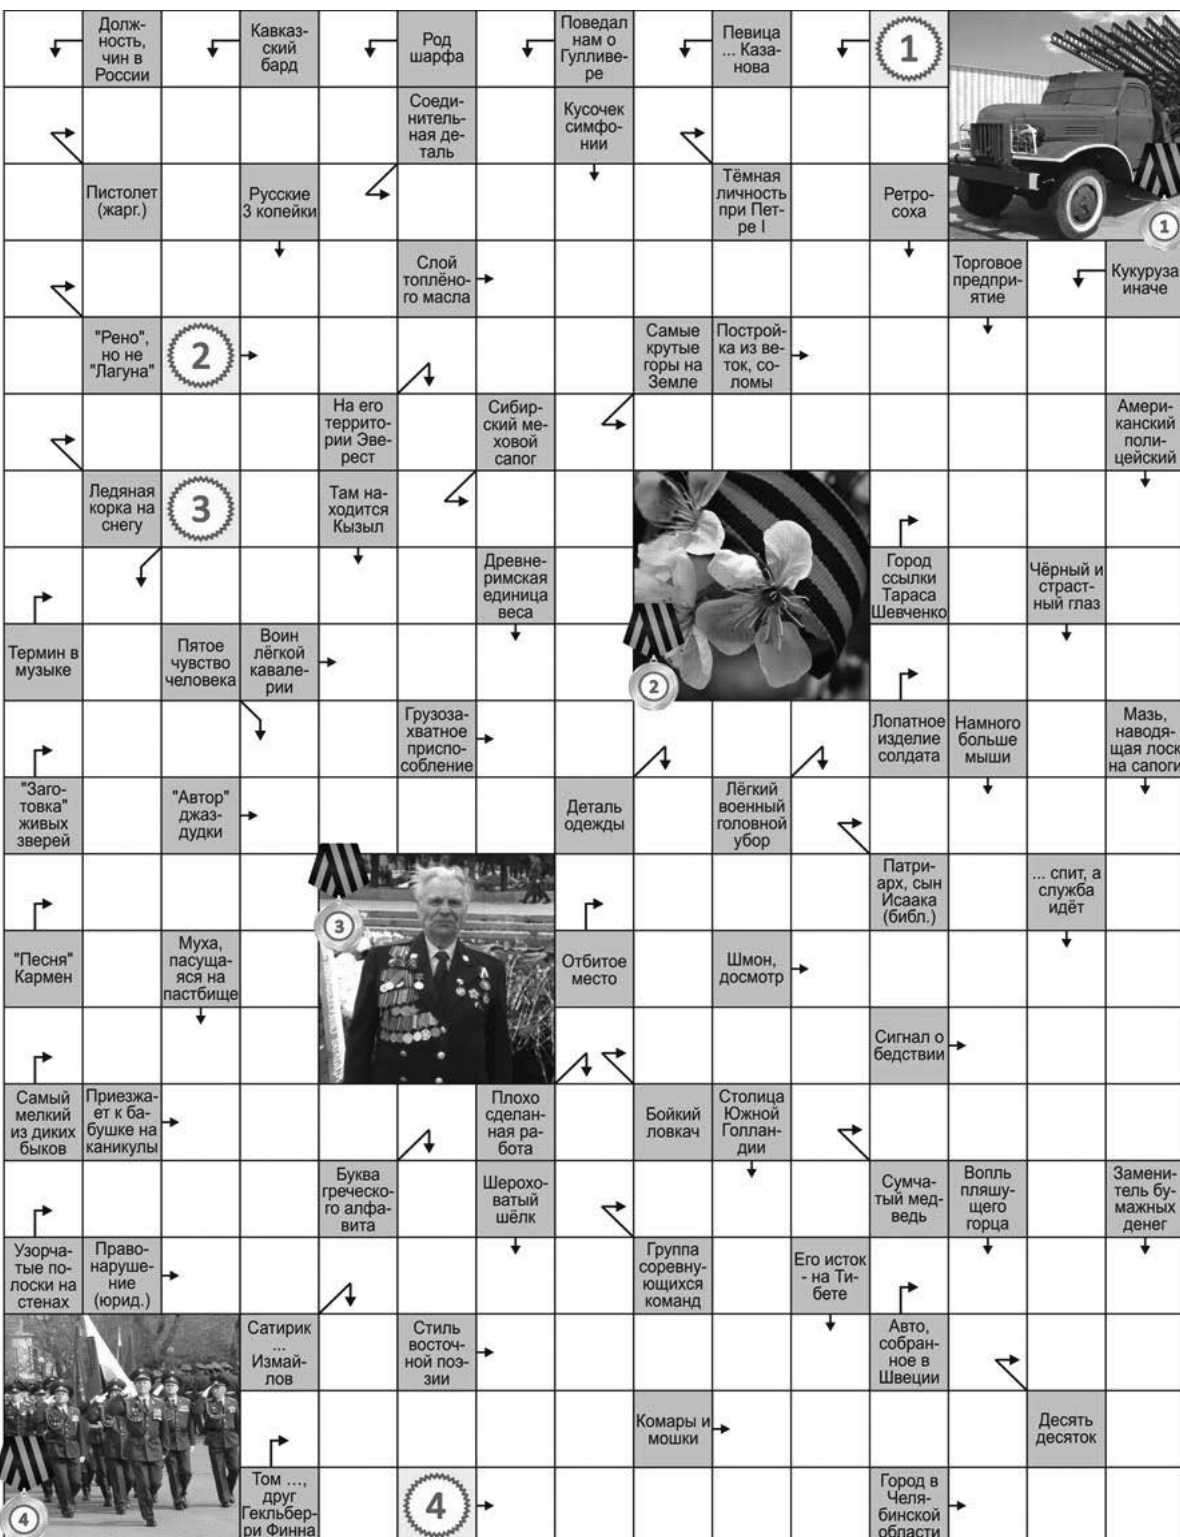 Долж-
ность,
чин в
России
Кавказ-
ский
бард
Род
шарфа
Поведал
нам о
Гулливе-
ре
Певица
... Каза-
нова
1
Соеди-
нитель-
ная де-
таль
Кусочек
симфо-
нии
Пистолет
(жарг.)
Русские
3 копейки
Тёмная
личность
при Пет-
ре I
Ретро-
соха
1
Слой
топлёно-
го масла
Торговое
предпри-
ятие
Кукуруза
иначе
"Рено",
но не
"Лагуна"
2
Самые
крутые
горы на
Земле
Построй-
ка из ве-
ток, со-
ломы
На его
террито-
рии Эве-
рест
Сибир-
ский ме-
ховой
сапог
Амери-
канский
поли-
цейский
Ледяная
корка на
снегу
3
Там на-
ходится
Кызыл
Древне-
римская
единица
веса
Город
ссылки
Тараса
Шевченко
Чёрный и
страст-
ный глаз
Термин в
музыке
Пятое
чувство
человека
Воин
лёгкой
кавале-
рии
2
Грузоза-
хватное
приспо-
собление
Лопатное
изделие
солдата
Намного
больше
мыши
Мазь,
наводя-
щая лоск
на сапоги
"Заго-
товка"
живых
зверей
"Автор"
джаз-
дудки
Деталь
одежды
Лёгкий
военный
головной
убор
3
Патри-
арх, сын
Исаака
(библ.)
... спит, а
служба
идёт
"Песня"
Кармен
Муха,
пасуща-
яся на
пастбище
Отбитое
место
Шмон,
досмотр
Сигнал о
бедствии
Самый
мелкий
из диких
быков
Приезжа-
ет к ба-
бушке на
каникулы
Плохо
сделан-
ная ра-
бота
Бойкий
ловкач
Столица
Южной
Голлан-
дии
Буква
греческо-
го алфа-
вита
Шерохо-
ватый
шёлк
Сумча-
тый мед-
ведь
Вопль
пляшу-
щего
горца
Замени-
тель бу-
мажных
денег
Узорча-
тые по-
лоски на
стенах
Право-
наруше-
ние
(юрид.)
Группа
соревну-
ющихся
команд
Его исток
- на Ти-
бете
Сатирик
...
Измай-
лов
Стиль
восточ-
ной поэ-
зии
Авто,
собран-
ное в
Швеции
Комары и
мошки
Десять
десяток
4
Том ...,
друг
Гекльбер-
ри Финна
4
Город в
Челя-
бинской
области